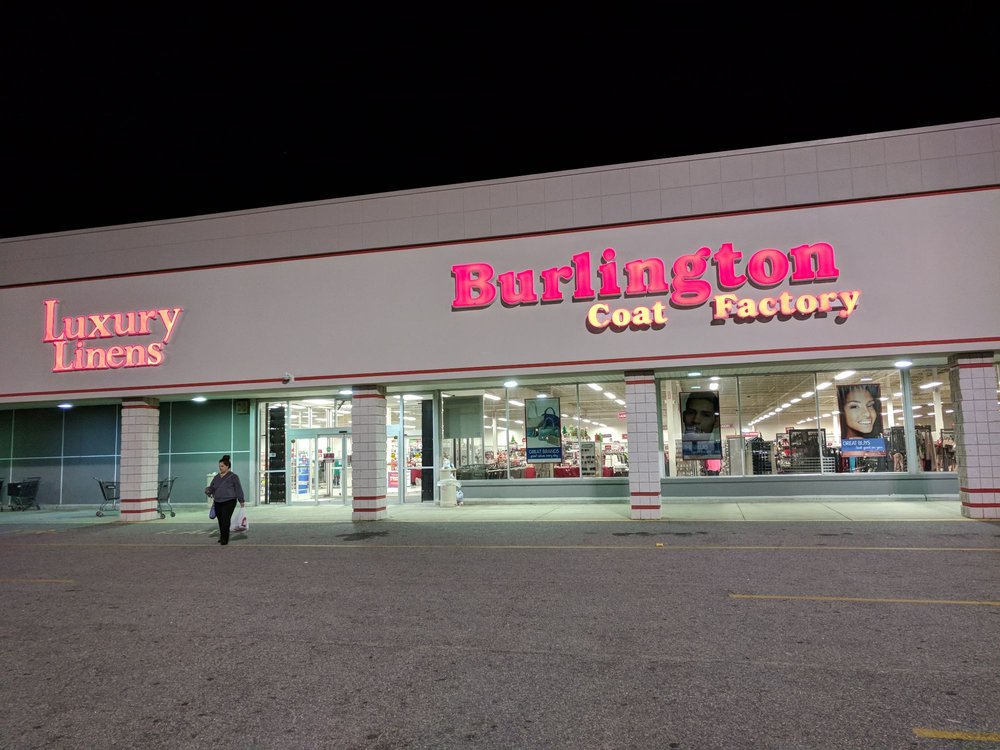 Luxury
Linens
Burlington
Coat Factory
GREAT BRANDS
GREAT BUYS